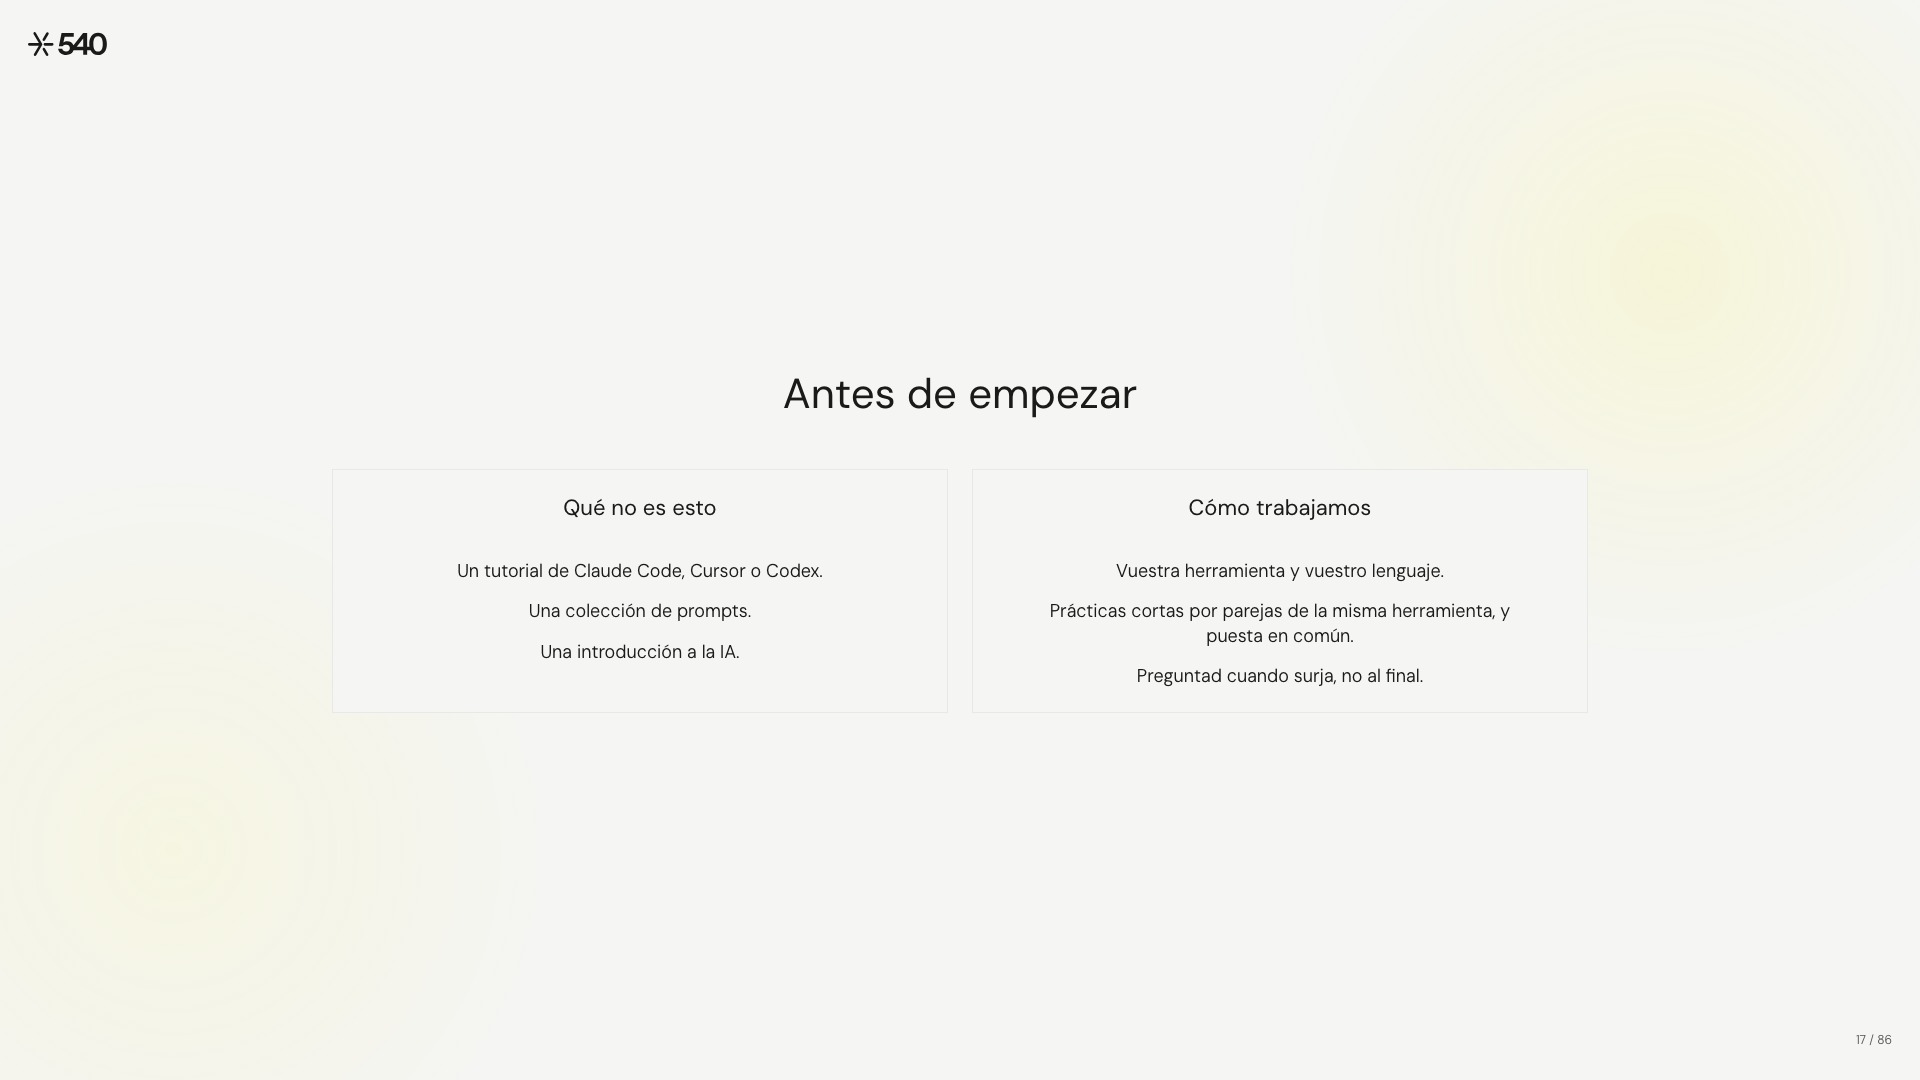 540
Antes de empezar
Qué no es esto
Un tutorial de Claude Code, Cursor o Codex.
Una colección de prompts.
Una introducción a la IA.
Cómo trabajamos
Vuestra herramienta y vuestro lenguaje.
Prácticas cortas por parejas de la misma herramienta, y
puesta en común.
Preguntad cuando surja, no al final.
17 / 86